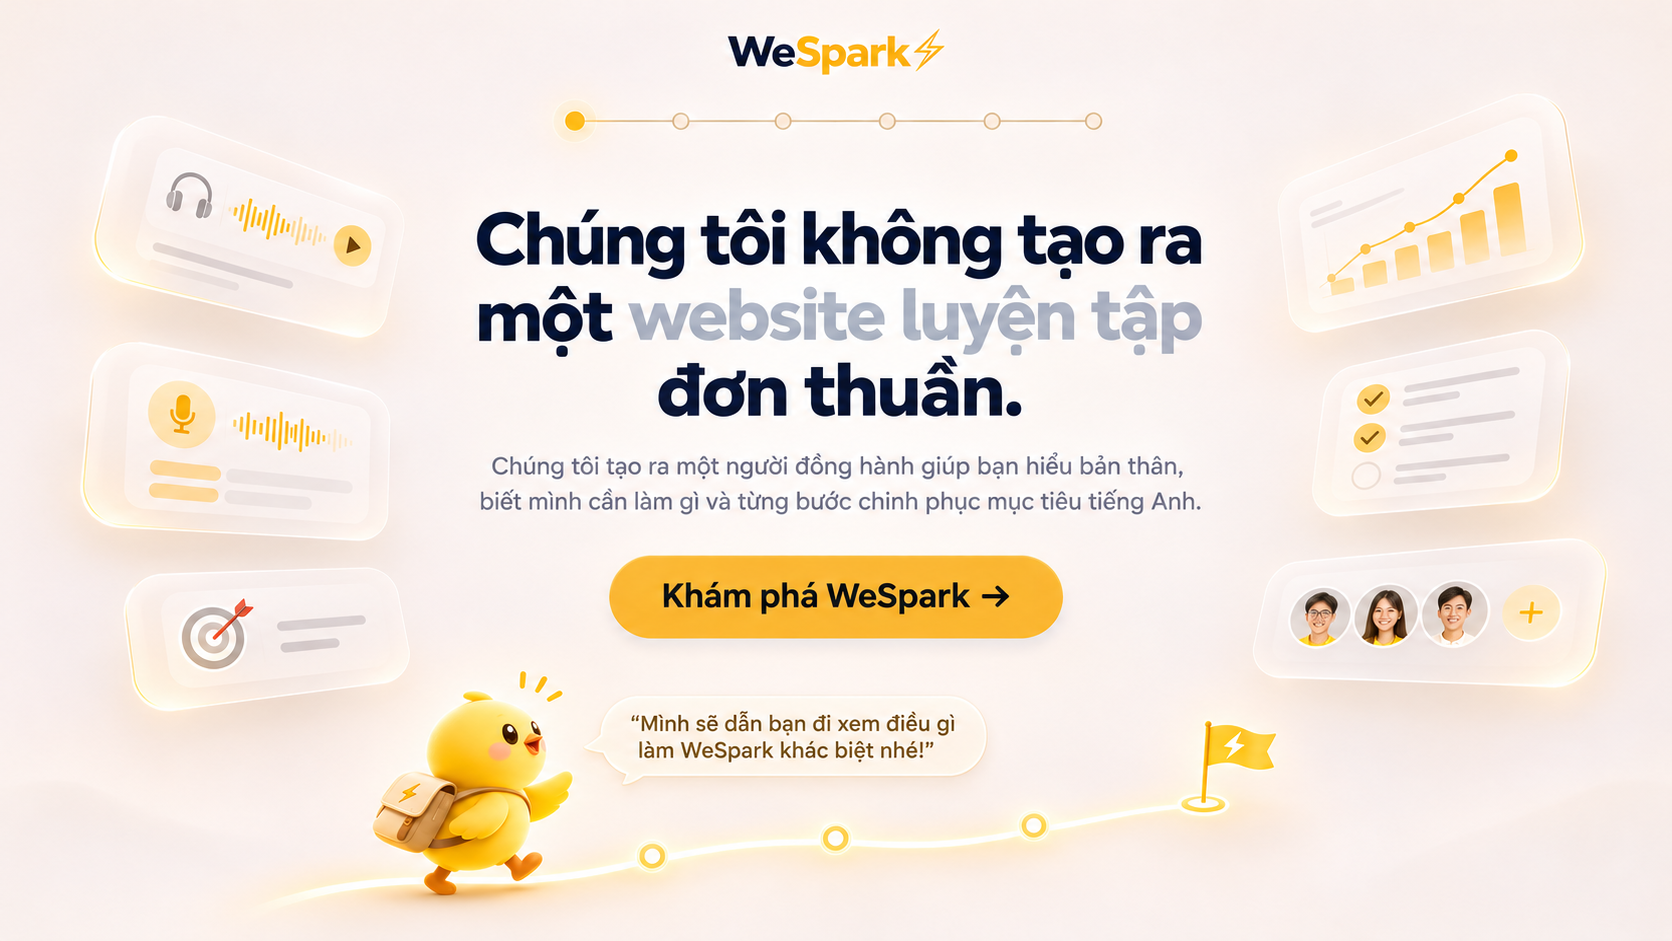 WeSpark
Chúng tôi không tạo ra
một website luyện tập
đơn thuần.
Chúng tôi tạo ra một người đồng hành giúp bạn hiểu bản thân,
biết mình cần làm gì và từng bước chinh phục mục tiêu tiếng Anh.
Khám phá WeSpark →
“Mình sẽ dẫn bạn đi xem điều gì
làm WeSpark khác biệt nhé!”